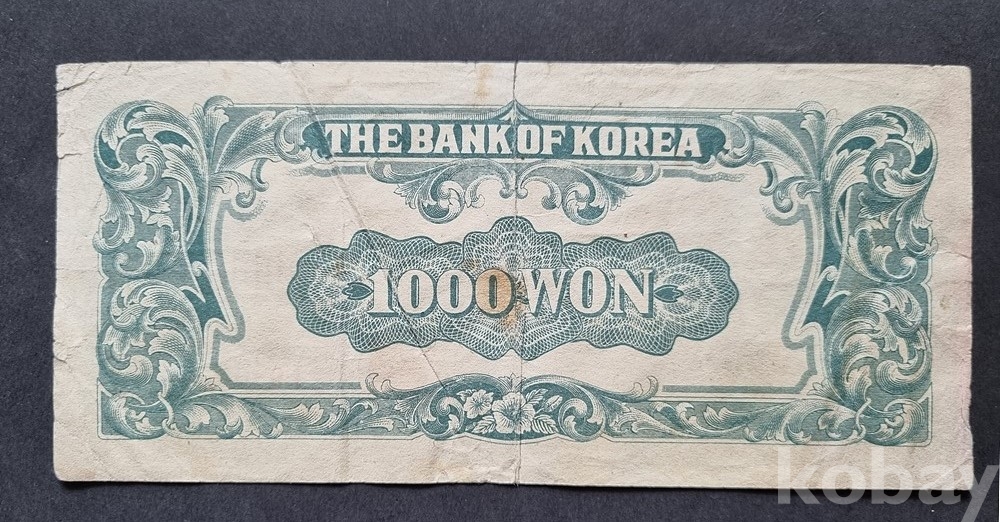 THE BANK OF KOREA
1000 WON
kobay